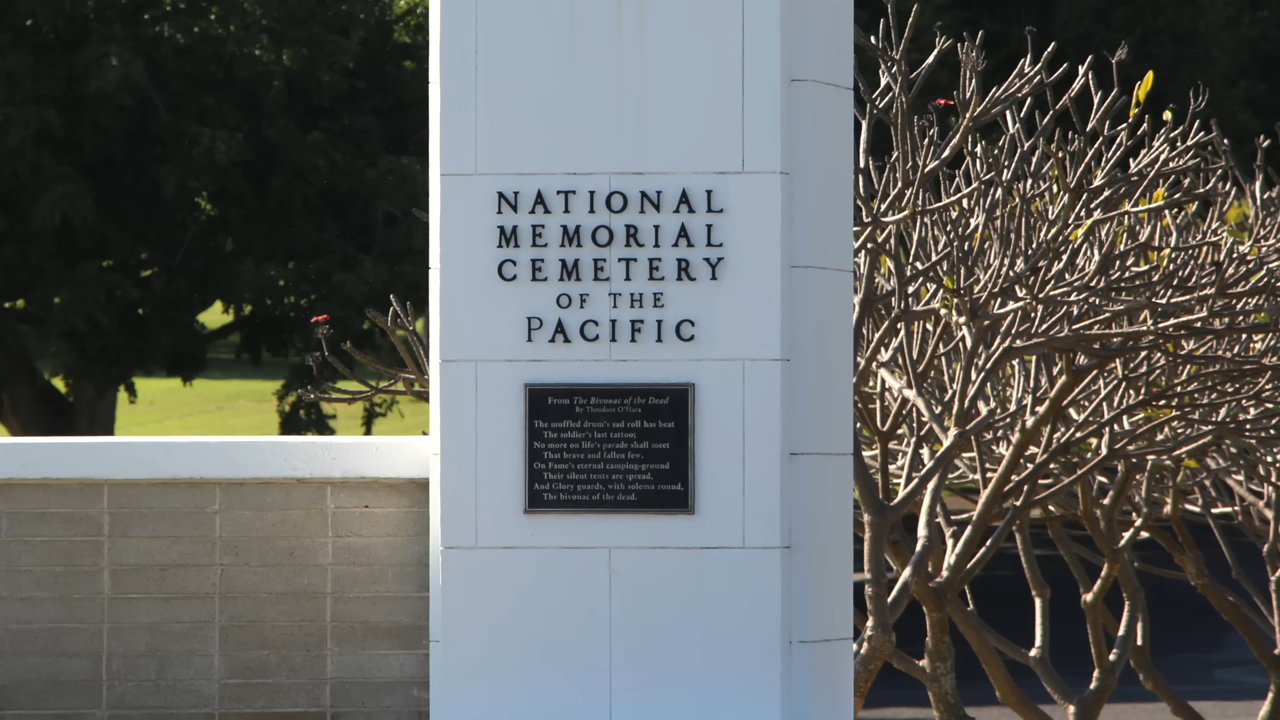 NATIONAL
MEMORIAL
CEMETERY
OF THE
PACIFIC
From The Bivouac of the Dead
By Theodore O'Hara
The muffled drum's sad roll has beat
The soldier's last tattoo;
No more on life's parade shall meet
That brave and fallen few.
On Fame's eternal camping-ground
Their silent tents are spread,
And Glory guards, with solemn round,
The bivouac of the dead.